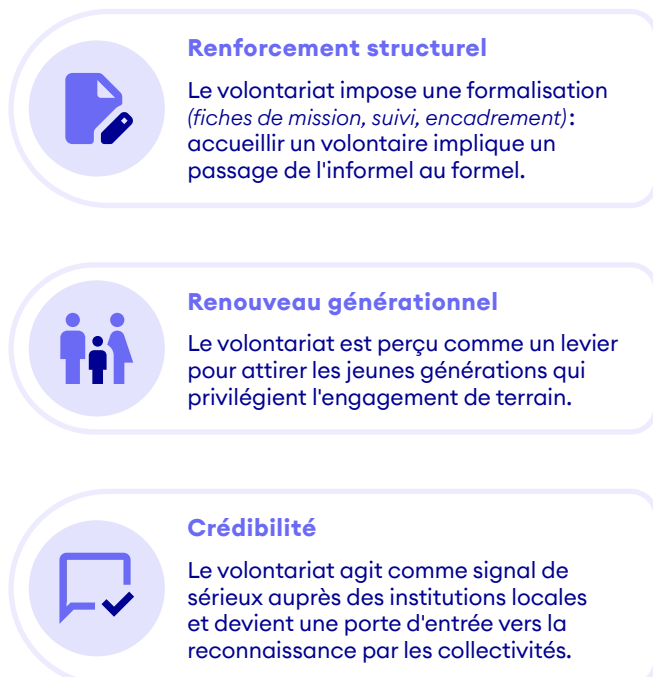 Renforcement structurel
Le volontariat impose une formalisation
(fiches de mission, suivi, encadrement) :
accueillir un volontaire implique un
passage de l'informel au formel.
Renouveau générationnel
Le volontariat est perçu comme un levier
pour attirer les jeunes générations qui
privilégient l'engagement de terrain.
Crédibilité
Le volontariat agit comme signal de
sérieux auprès des institutions locales
et devient une porte d'entrée vers la
reconnaissance par les collectivités.